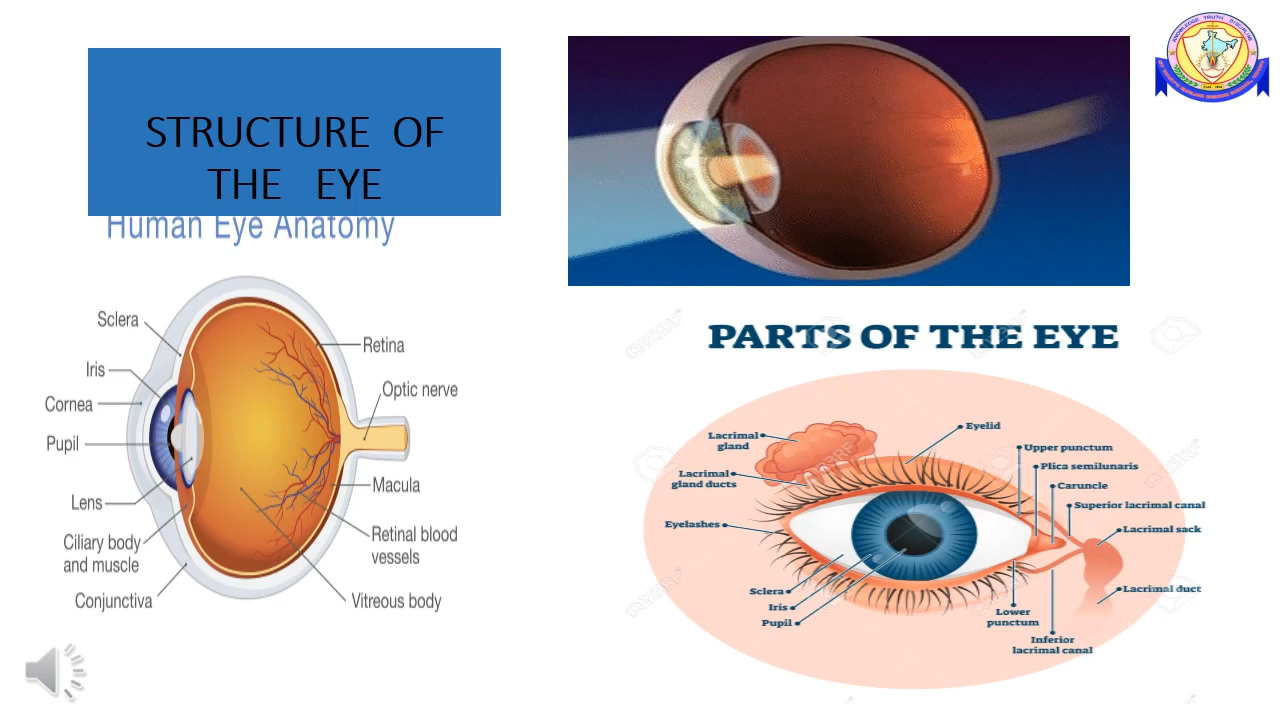 STRUCTURE OF
THE EYE
Human Eye Anatomy
Sclera
Iris
Cornea
Pupil
Lens
Ciliary body
and muscle
Conjunctiva
Retina
Optic nerve
Macula
Retinal blood
vessels
Vitreous body
KNOWLEDGE TRUTH DISCIPLINE
PARTS OF THE EYE
Lacrimal
gland
Lacrimal
gland ducts
Eyelashes
Sclera
Iris
Pupil
Eyelid
Upper punctum
Plica semilunaris
Caruncle
Superior lacrimal canal
Lacrimal sack
Lacrimal duct
Lower
punctum
Inferior
lacrimal canal